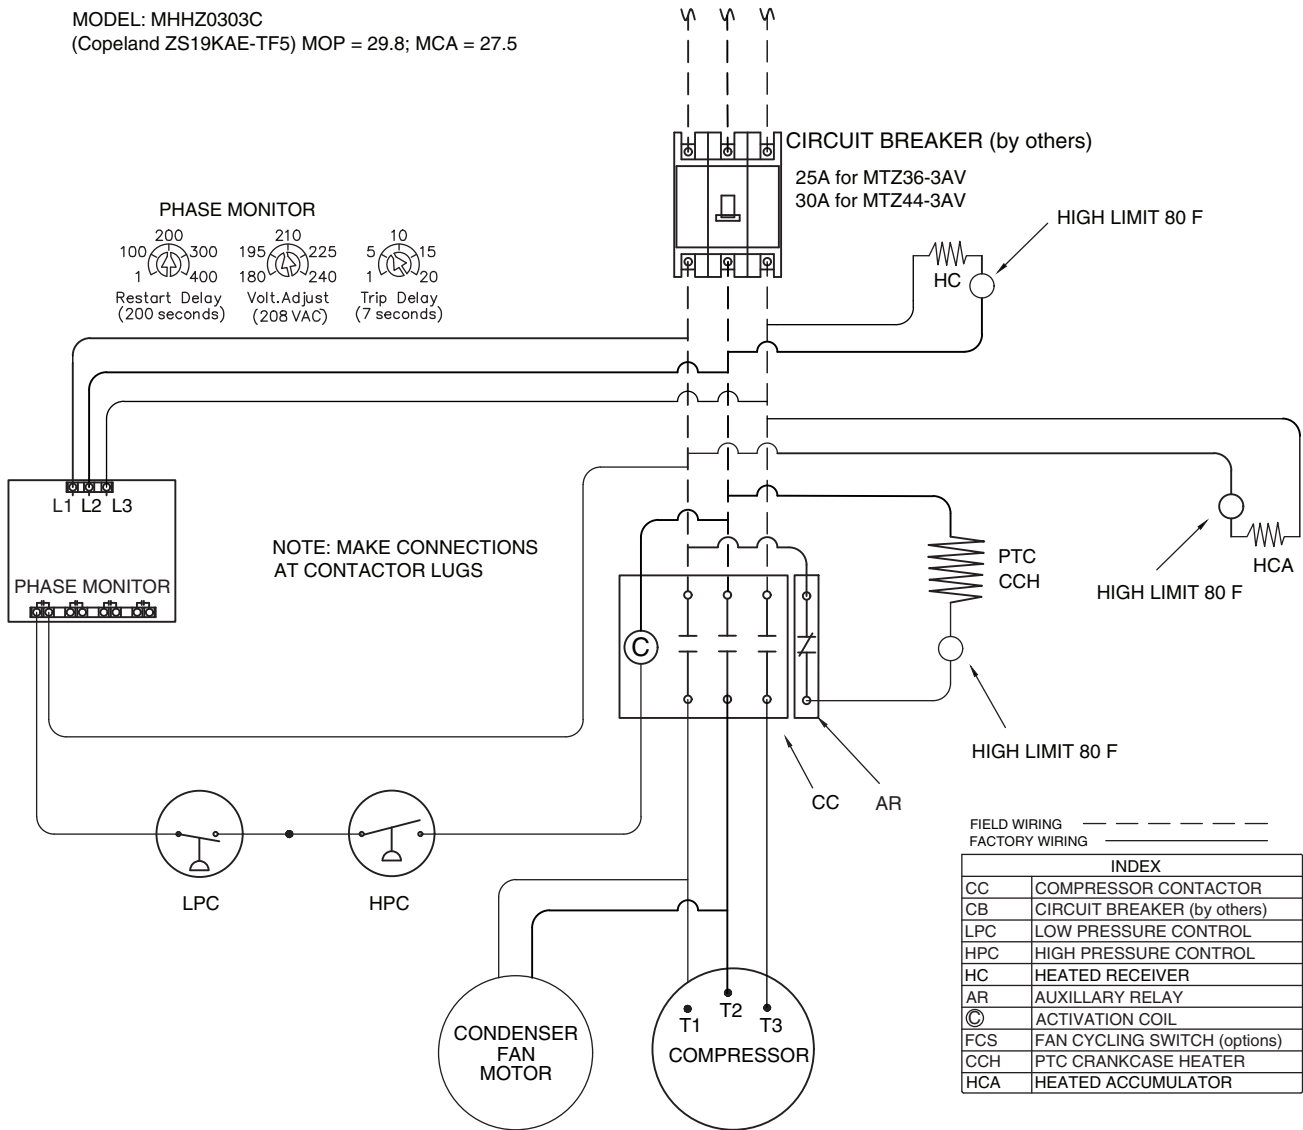 MODEL: MHHZ0303C
(Copeland ZS19KAE-TF5) MOP = 29.8; MCA = 27.5
CIRCUIT BREAKER (by others)
25A for MTZ36-3AV
30A for MTZ44-3AV
PHASE MONITOR
200
100 300
1 400
Restart Delay
(200 seconds)
210
195 225
180 240
Volt.Adjust
(208 VAC)
10
5 15
1 20
Trip Delay
(7 seconds)
HIGH LIMIT 80 F
HC
L1 L2 L3
PHASE MONITOR
NOTE: MAKE CONNECTIONS
AT CONTACTOR LUGS
C
PTC
CCH
HCA
HIGH LIMIT 80 F
HIGH LIMIT 80 F
CC
AR
LPC
HPC
CONDENSER
FAN
MOTOR
T1
T2
T3
COMPRESSOR
FIELD WIRING
FACTORY WIRING
INDEX
CC COMPRESSOR CONTACTOR
CB CIRCUIT BREAKER (by others)
LPC LOW PRESSURE CONTROL
HPC HIGH PRESSURE CONTROL
HC HEATED RECEIVER
AR AUXILLARY RELAY
© ACTIVATION COIL
FCS FAN CYCLING SWITCH (options)
CCH PTC CRANKCASE HEATER
HCA HEATED ACCUMULATOR